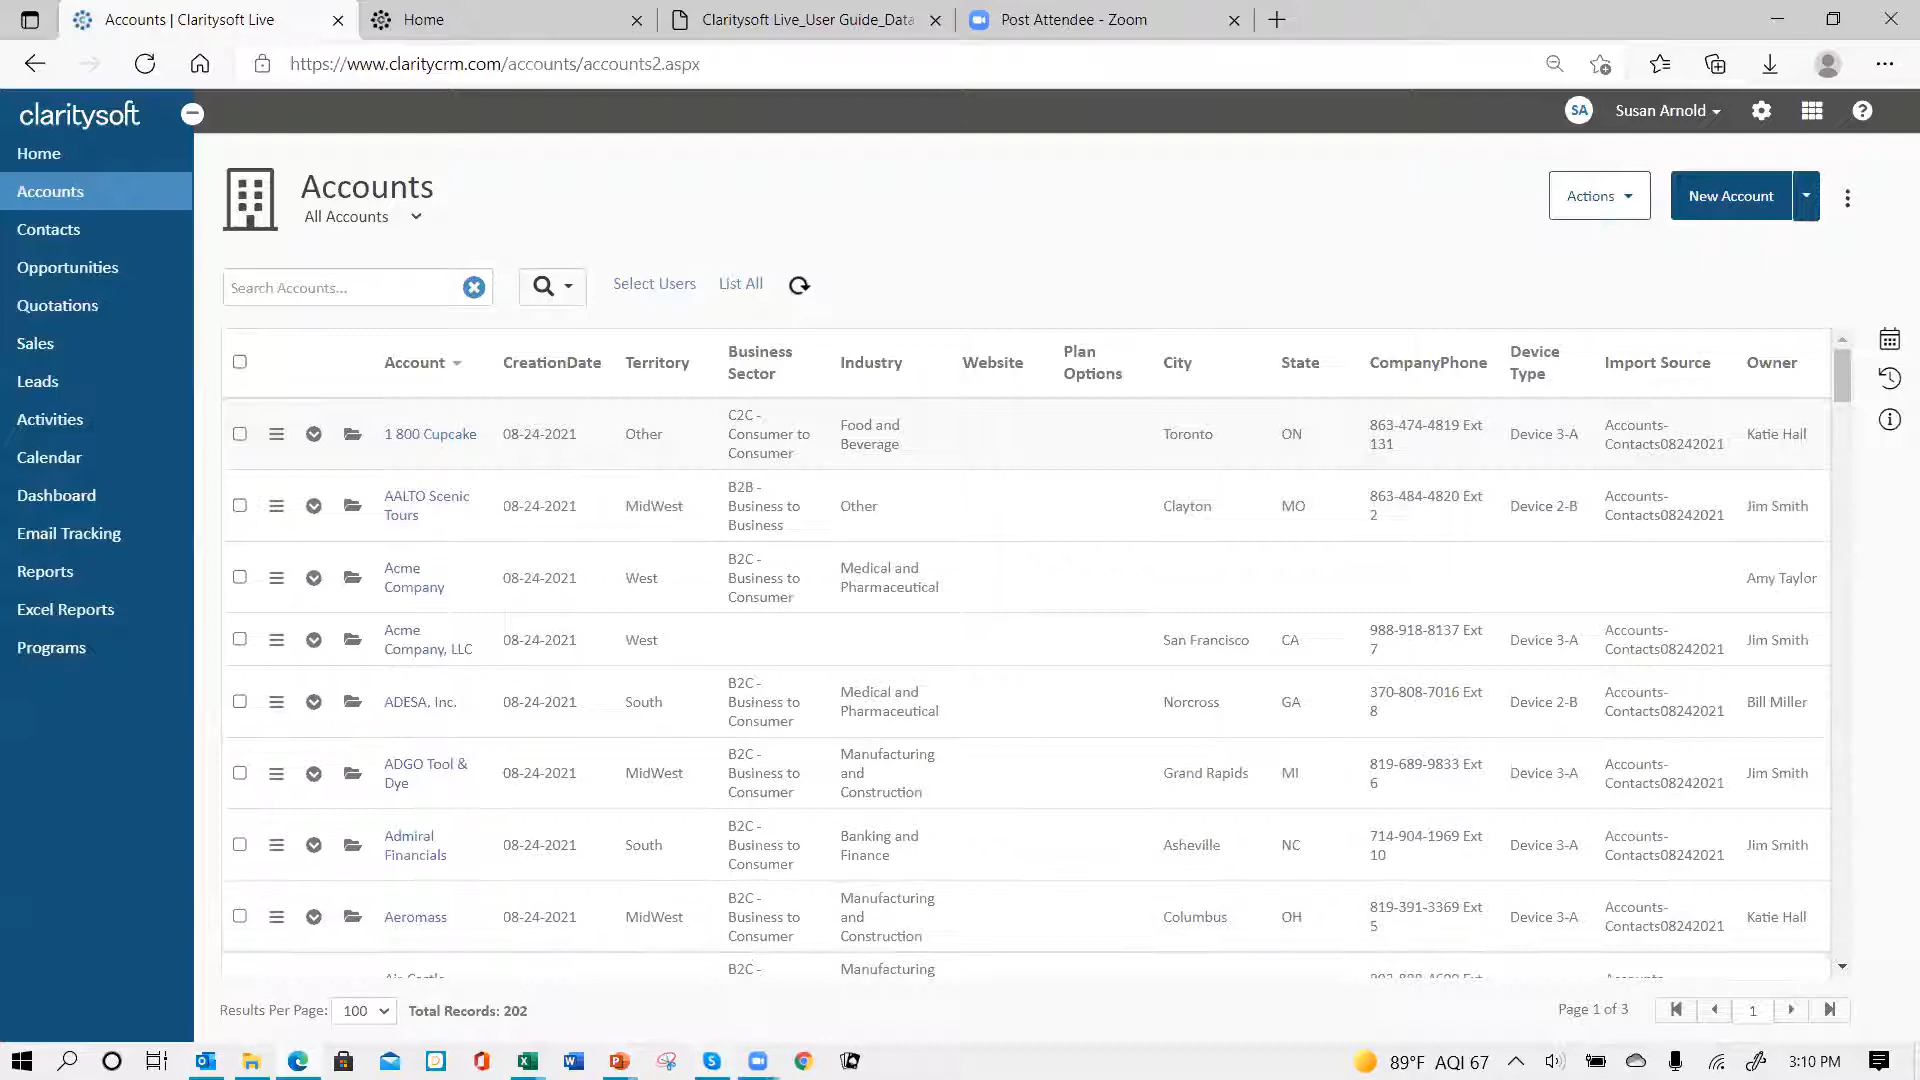 Accounts | Claritysoft Live
Home
Claritysoft Live_User Guide_Data
Post Attendee - Zoom
https://www.claritycrm.com/accounts/accounts2.aspx
claritysoft
SA
Susan Arnold
Home
Accounts
Contacts
Opportunities
Quotations
Sales
Leads
Activities
Calendar
Dashboard
Email Tracking
Reports
Excel Reports
Programs
Accounts
All Accounts
Actions
New Account
Search Accounts...
Select Users
List All
Account
CreationDate
Territory
Business
Sector
Industry
Website
Plan
Options
City
State
CompanyPhone
Device
Type
Import Source
Owner
1 800 Cupcake
08-24-2021
Other
C2C -
Consumer to
Consumer
Food and
Beverage
Toronto
ON
863-474-4819 Ext
131
Device 3-A
Accounts-
Contacts08242021
Katie Hall
AALTO Scenic
Tours
08-24-2021
MidWest
B2B -
Business to
Business
Other
Clayton
MO
863-484-4820 Ext
2
Device 2-B
Accounts-
Contacts08242021
Jim Smith
Acme
Company
08-24-2021
West
B2C -
Business to
Consumer
Medical and
Pharmaceutical
Amy Taylor
Acme
Company, LLC
08-24-2021
West
San Francisco
CA
988-918-8137 Ext
7
Device 3-A
Accounts-
Contacts08242021
Jim Smith
ADESA, Inc.
08-24-2021
South
B2C -
Business to
Consumer
Medical and
Pharmaceutical
Norcross
GA
370-808-7016 Ext
8
Device 2-B
Accounts-
Contacts08242021
Bill Miller
ADGO Tool &
Dye
08-24-2021
MidWest
B2C -
Business to
Consumer
Manufacturing
and
Construction
Grand Rapids
MI
819-689-9833 Ext
6
Device 3-A
Accounts-
Contacts08242021
Jim Smith
Admiral
Financials
08-24-2021
South
B2C -
Business to
Consumer
Banking and
Finance
Asheville
NC
714-904-1969 Ext
10
Device 3-A
Accounts-
Contacts08242021
Jim Smith
Aeromass
08-24-2021
MidWest
B2C -
Business to
Consumer
Manufacturing
and
Construction
Columbus
OH
819-391-3369 Ext
5
Device 3-A
Accounts-
Contacts08242021
Katie Hall
B2C -
Manufacturing
Results Per Page:
100
Total Records: 202
Page 1 of 3
1
89°F AQI 67
3:10 PM